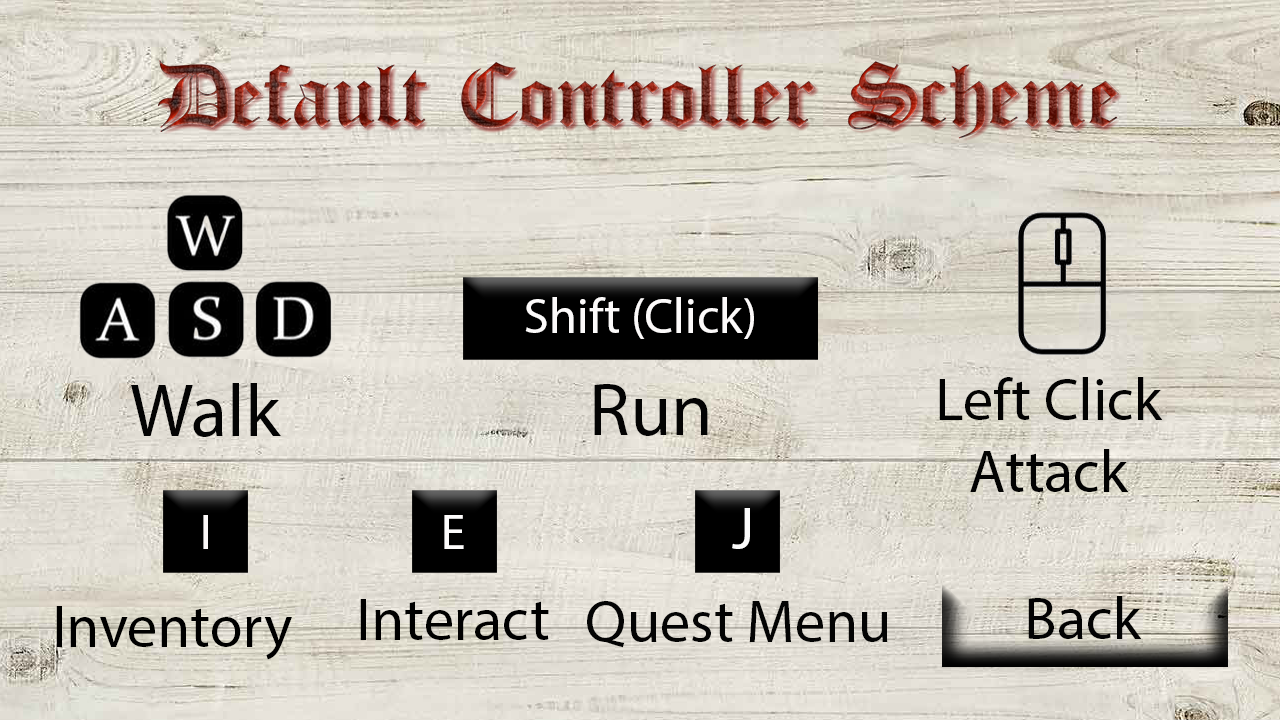 Default Controller Scheme
W
A S D
Shift (Click)
Walk
Run
Left Click
Attack
I
E
J
Inventory
Interact
Quest Menu
Back